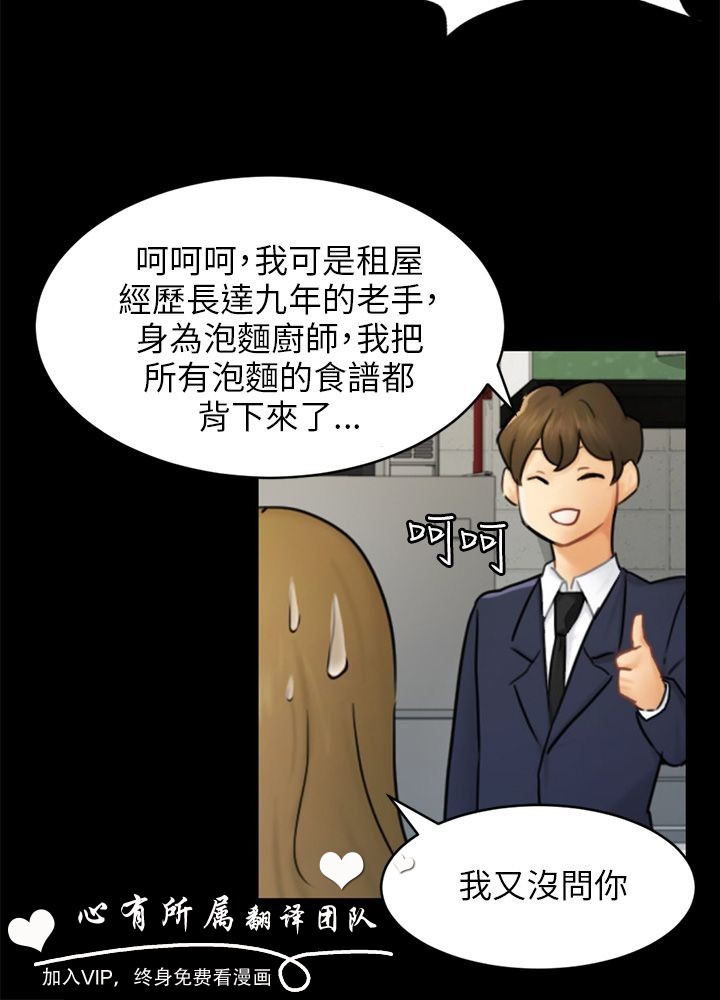 呵呵呵，我可是租屋
經歷長達九年的老手，
身為泡麵廚師，我把
所有泡麵的食譜都
背下來了…
呵呵
我又沒問你
心有所属翻译团队
加入VIP，终身免费看漫画